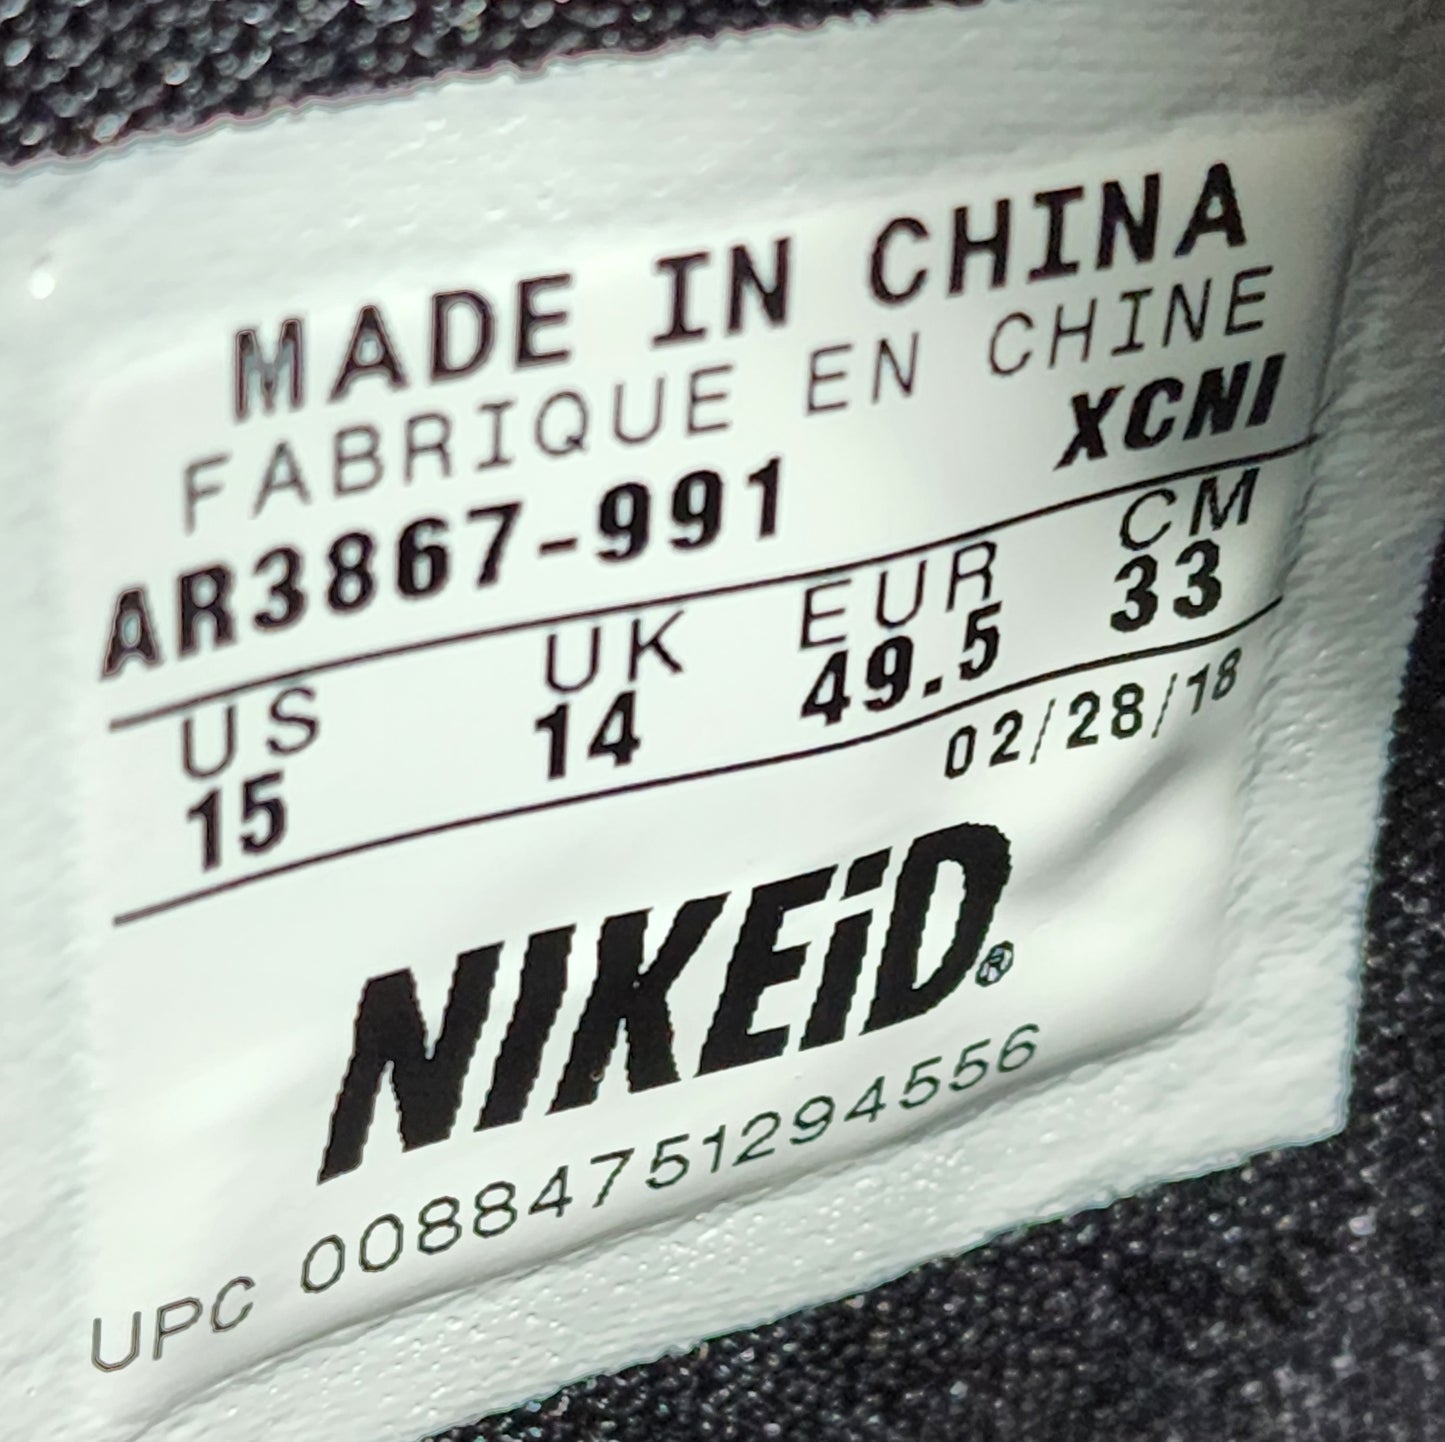 MADE IN CHINA
FABRIQUE EN CHINE
AR3867-991 XCNI
US UK EUR CM
15 14 49.5 33
02/28/18
NIKEiD®
UPC 00884751294556